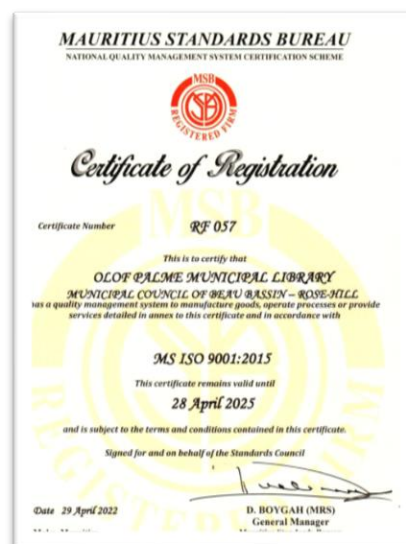 MAURITIUS STANDARDS BUREAU
NATIONAL QUALITY MANAGEMENT SYSTEM CERTIFICATION SCHEME
MSB
REGISTERED FIRM
Certificate of Registration
Certificate Number RF 057
This is to certify that
OLOF PALME MUNICIPAL LIBRARY
MUNICIPAL COUNCIL OF BEAU BASSIN – ROSE-HILL
has a quality management system to manufacture goods, operate processes or provide
services detailed in annex to this certificate and in accordance with
MS ISO 9001:2015
This certificate remains valid until
28 April 2025
and is subject to the terms and conditions contained in this certificate.
Signed for and on behalf of the Standards Council
Date 29 April 2022
D. BOYGAH (MRS)
General Manager
MSB
REGISTERED FIRM